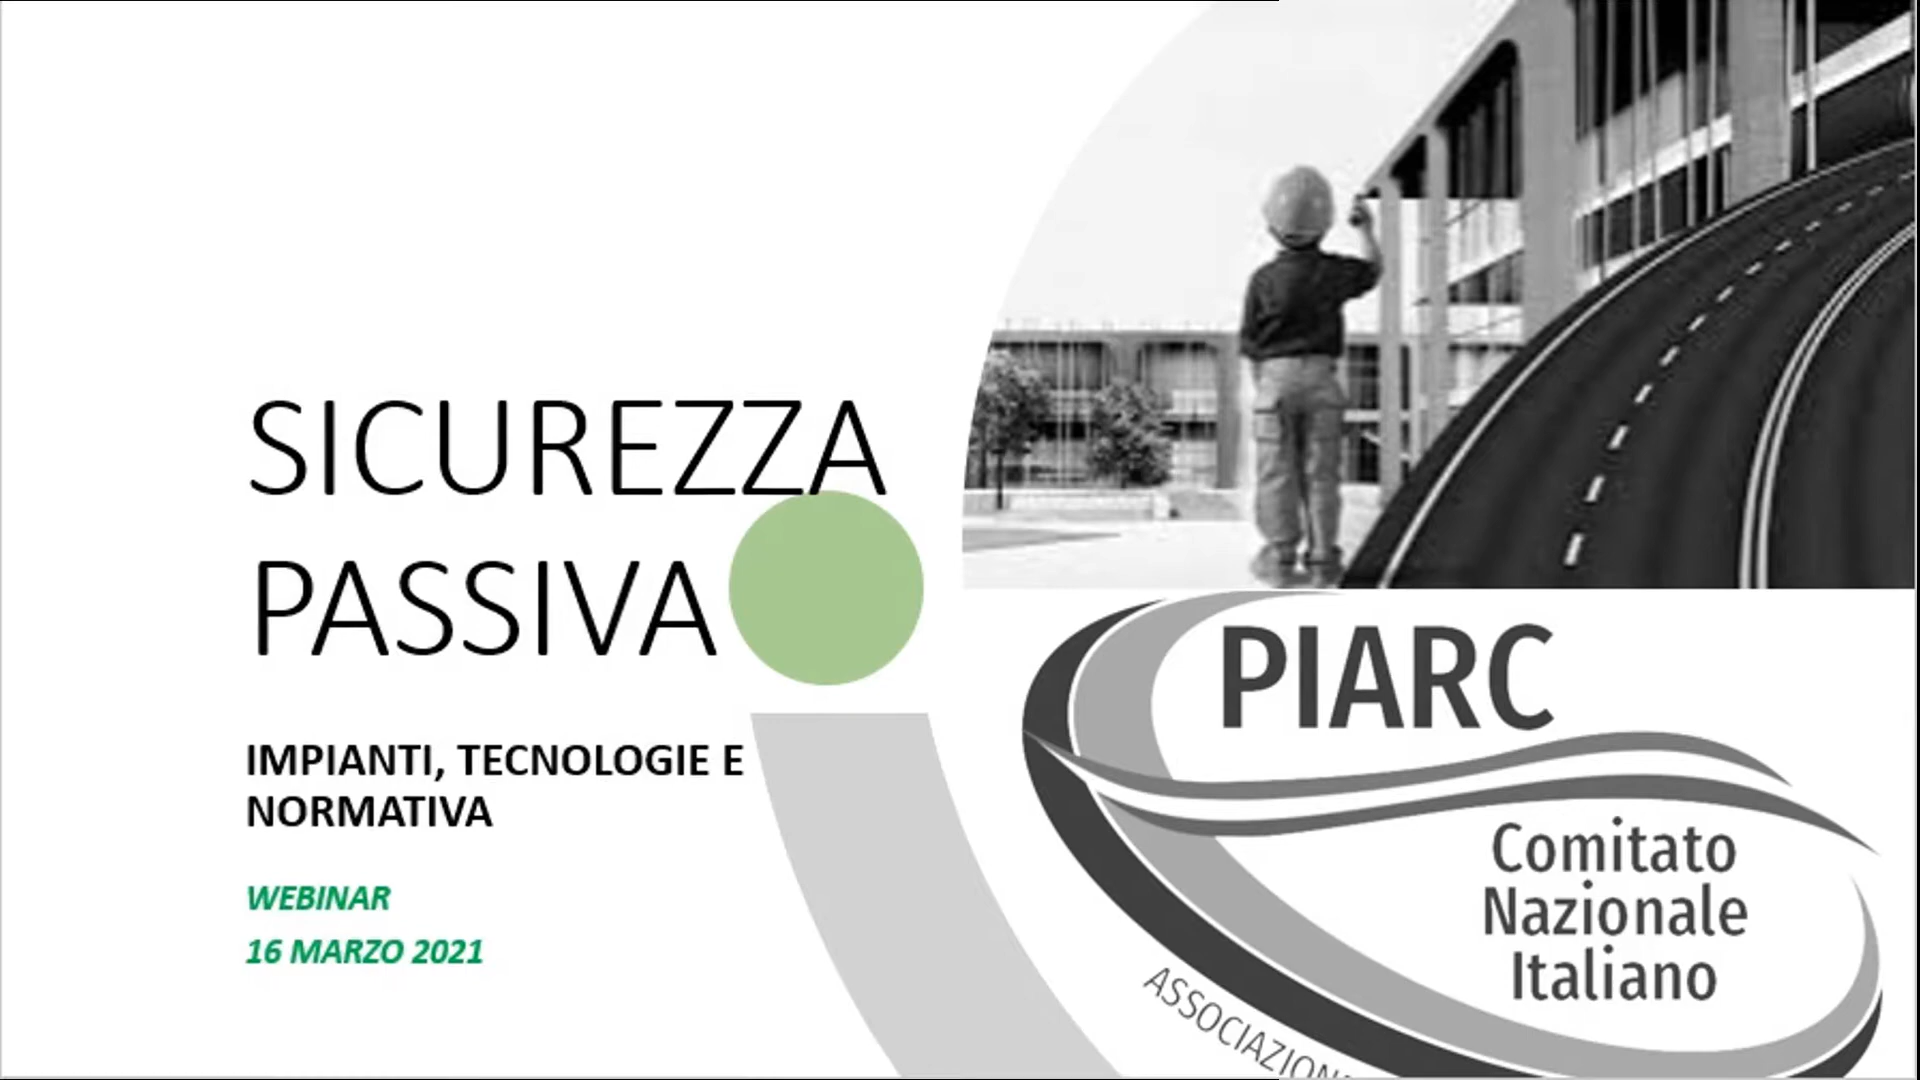 SICUREZZA
PASSIVA
IMPIANTI, TECNOLOGIE E
NORMATIVA
WEBINAR
16 MARZO 2021
PIARC
Comitato
Nazionale
Italiano